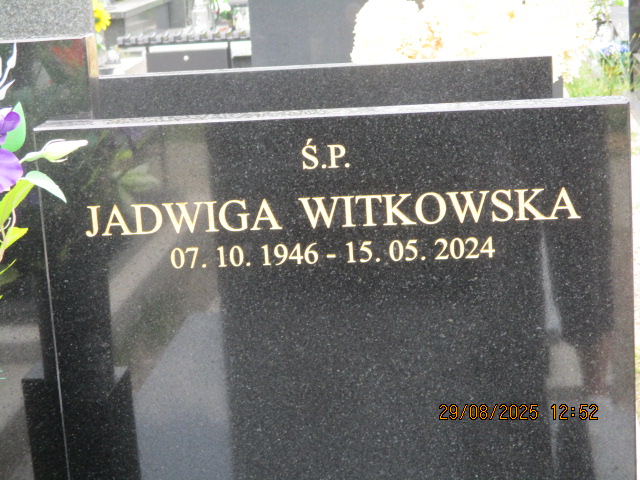 Ś.P.
JADWIGA WITKOWSKA
07. 10. 1946 - 15. 05. 2024
29/08/2025 12:52